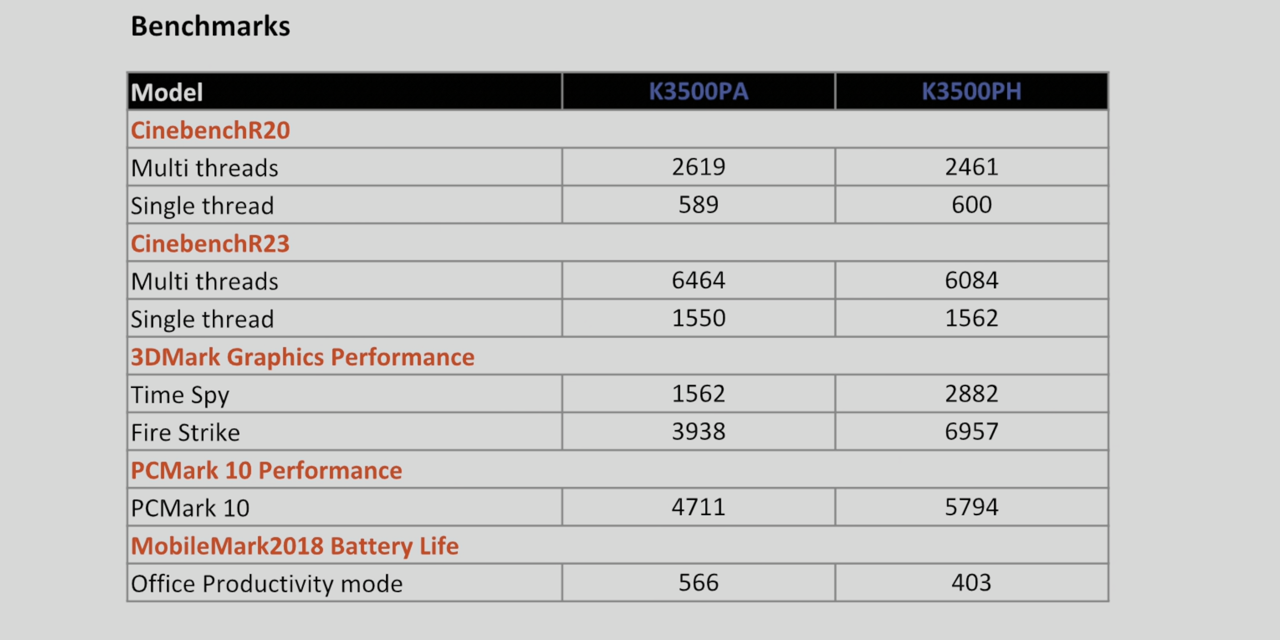 Benchmarks
Model K3500PA K3500PH
CinebenchR20
Multi threads 2619 2461
Single thread 589 600
CinebenchR23
Multi threads 6464 6084
Single thread 1550 1562
3DMark Graphics Performance
Time Spy 1562 2882
Fire Strike 3938 6957
PCMark 10 Performance
PCMark 10 4711 5794
MobileMark2018 Battery Life
Office Productivity mode 566 403